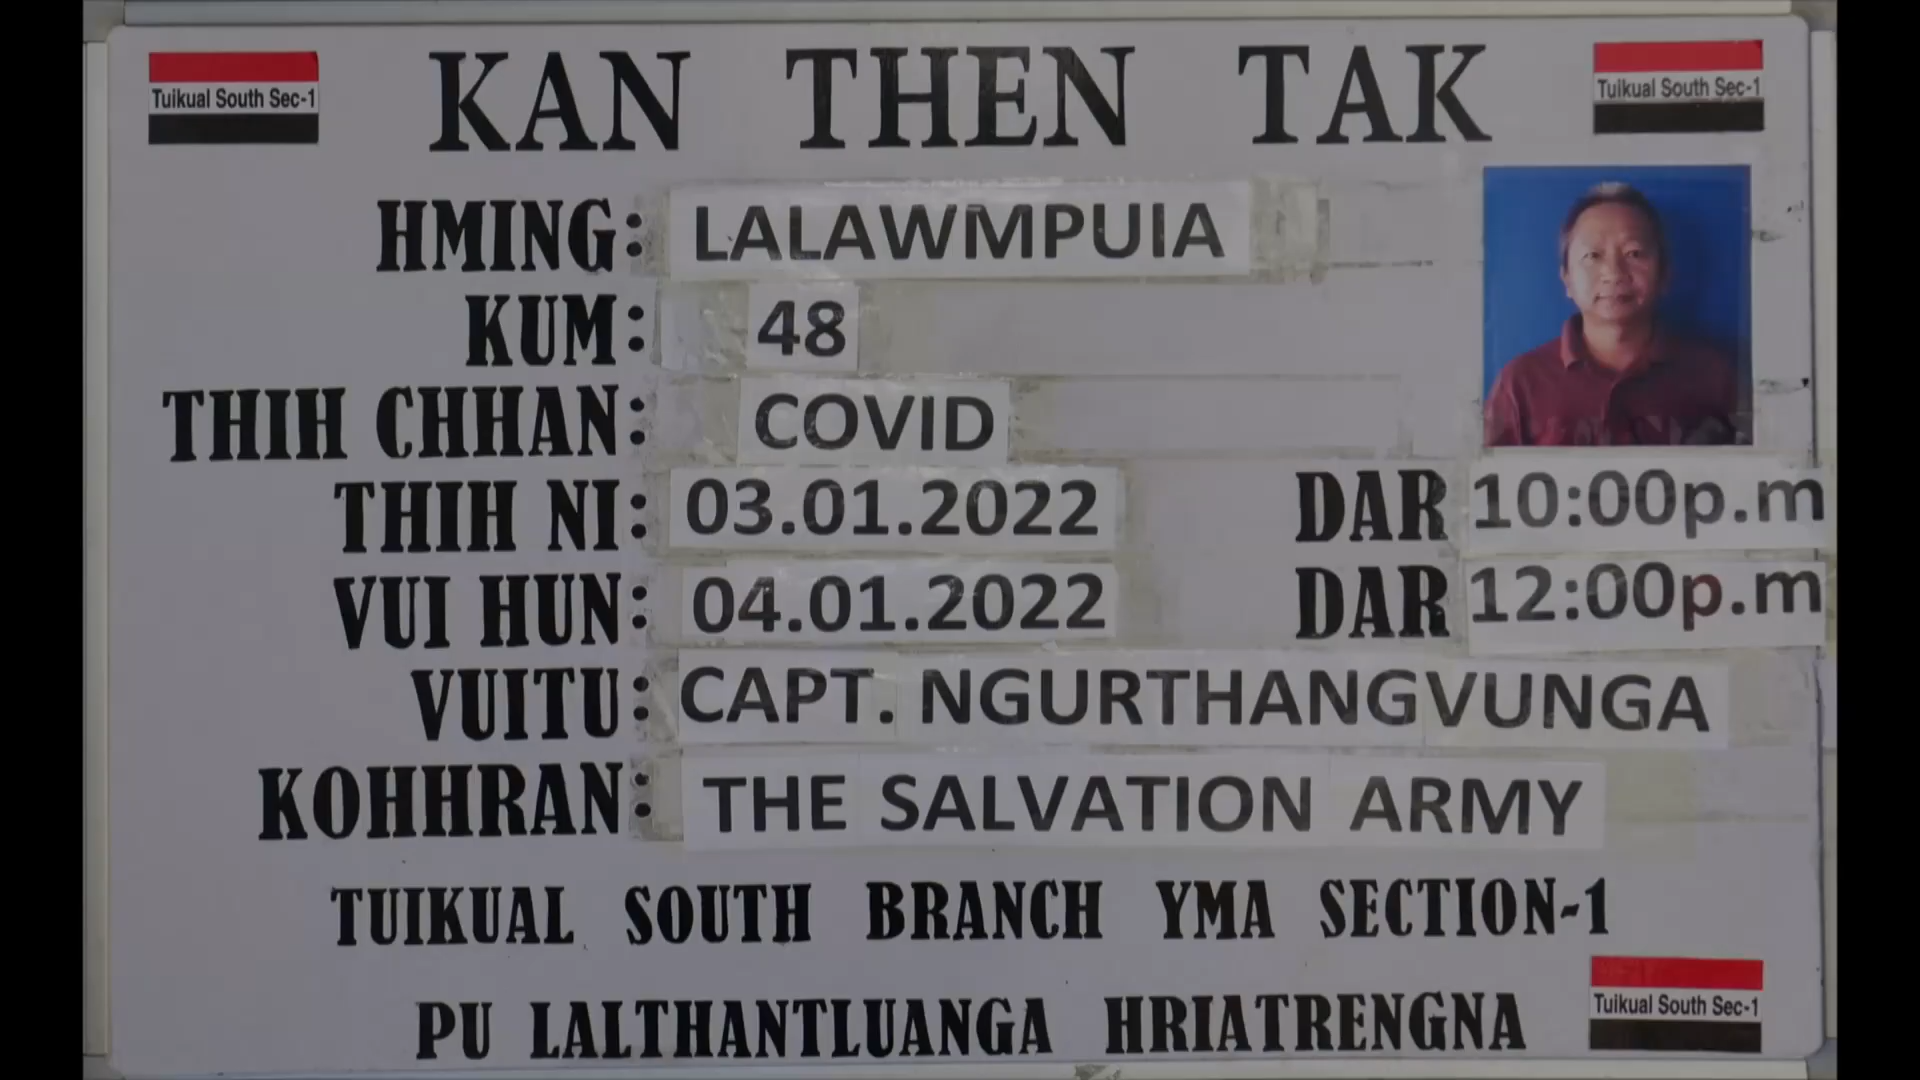 Tuikual South Sec-1
KAN THEN TAK
Tuikual South Sec-1
HMING: LALAWMPUIA
KUM: 48
THIH CHHAN: COVID
THIH NI: 03.01.2022 DAR 10:00p.m
VUI HUN: 04.01.2022 DAR 12:00p.m
VUITU: CAPT. NGURTHANGVUNGA
KOHHRAN: THE SALVATION ARMY
TUIKUAL SOUTH BRANCH YMA SECTION-1
PU LALTHANTLUANGA HRIATRENGNA
Tuikual South Sec-1